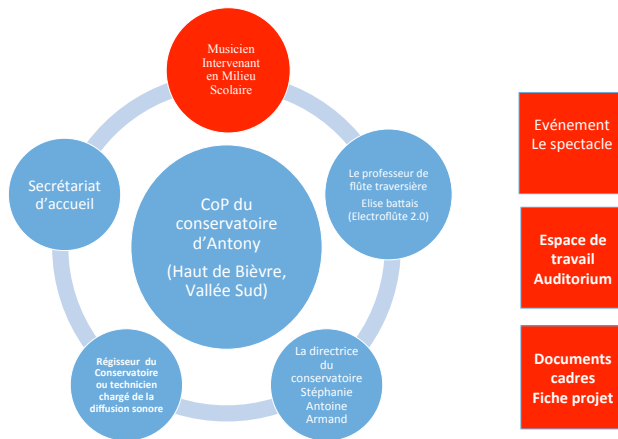 Musicien
Intervenant
en Milieu
Scolaire
Secrétariat
d'accueil
CoP du
conservatoire
d'Antony
(Haut de Bièvre,
Vallée Sud)
Le professeur de
flûte traversière
Elise battais
(Electroflûte 2.0)
Régisseur du
Conservatoire
ou technicien
chargé de la
diffusion sonore
La directrice
du
conservatoire
Stéphanie
Antoine
Armand
Evénement
Le spectacle
Espace de
travail
Auditorium
Documents
cadres
Fiche projet